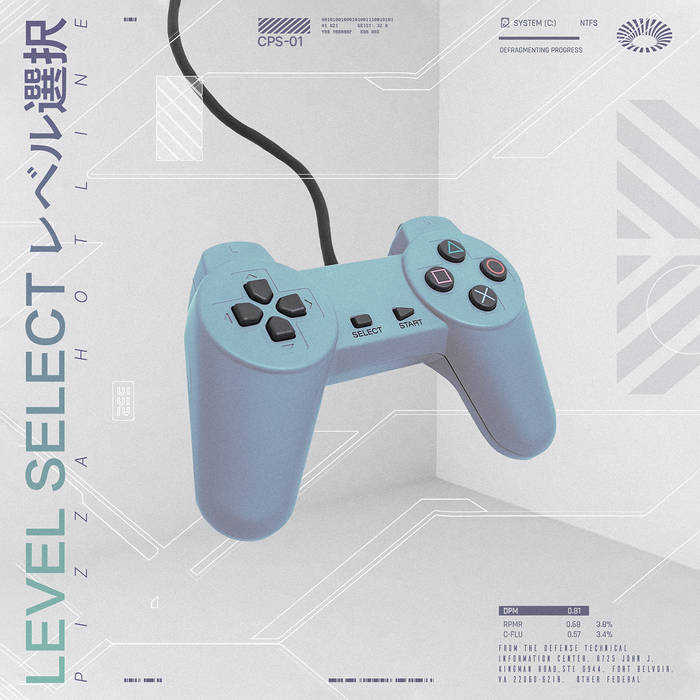 LEVEL SELECT レベル選択
PIZZA HOTLINE
CPS-01
SYSTEM (C:) NTFS
DEFRAGMENTING PROGRESS
SELECT
START
DPM 0.81
RPMR 0.68 3.8%
C-FLU 0.57 3.4%
FROM THE DEFENSE TECHNICAL
INFORMATION CENTER, 8725 JOHN J.
KINGMAN ROAD,STE 0944, FORT BELVOIR,
VA 22060-6218. OTHER FEDERAL